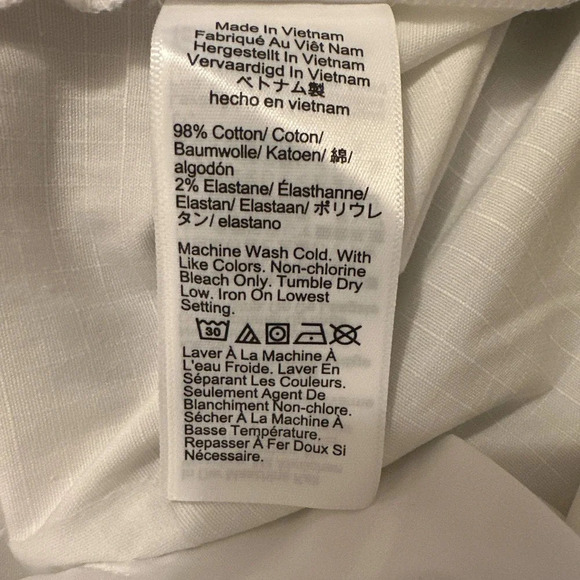 Made In Vietnam
Fabriqué Au Viêt Nam
Hergestellt In Vietnam
Vervaardigd In Vietnam
ベトナム製
hecho en vietnam
98% Cotton/ Coton/
Baumwolle/ Katoen/ 綿/
algodón
2% Elastane/ Élasthanne/
Elastan/ Elastaan/ ポリウレ
タン/ elastano
Machine Wash Cold. With
Like Colors. Non-chlorine
Bleach Only. Tumble Dry
Low. Iron On Lowest
Setting.
30
Laver À La Machine À
L'eau Froide. Laver En
Séparant Les Couleurs.
Seulement Agent De
Blanchiment Non-chlore.
Sécher À La Machine À
Basse Température.
Repasser À Fer Doux Si
Nécessaire.